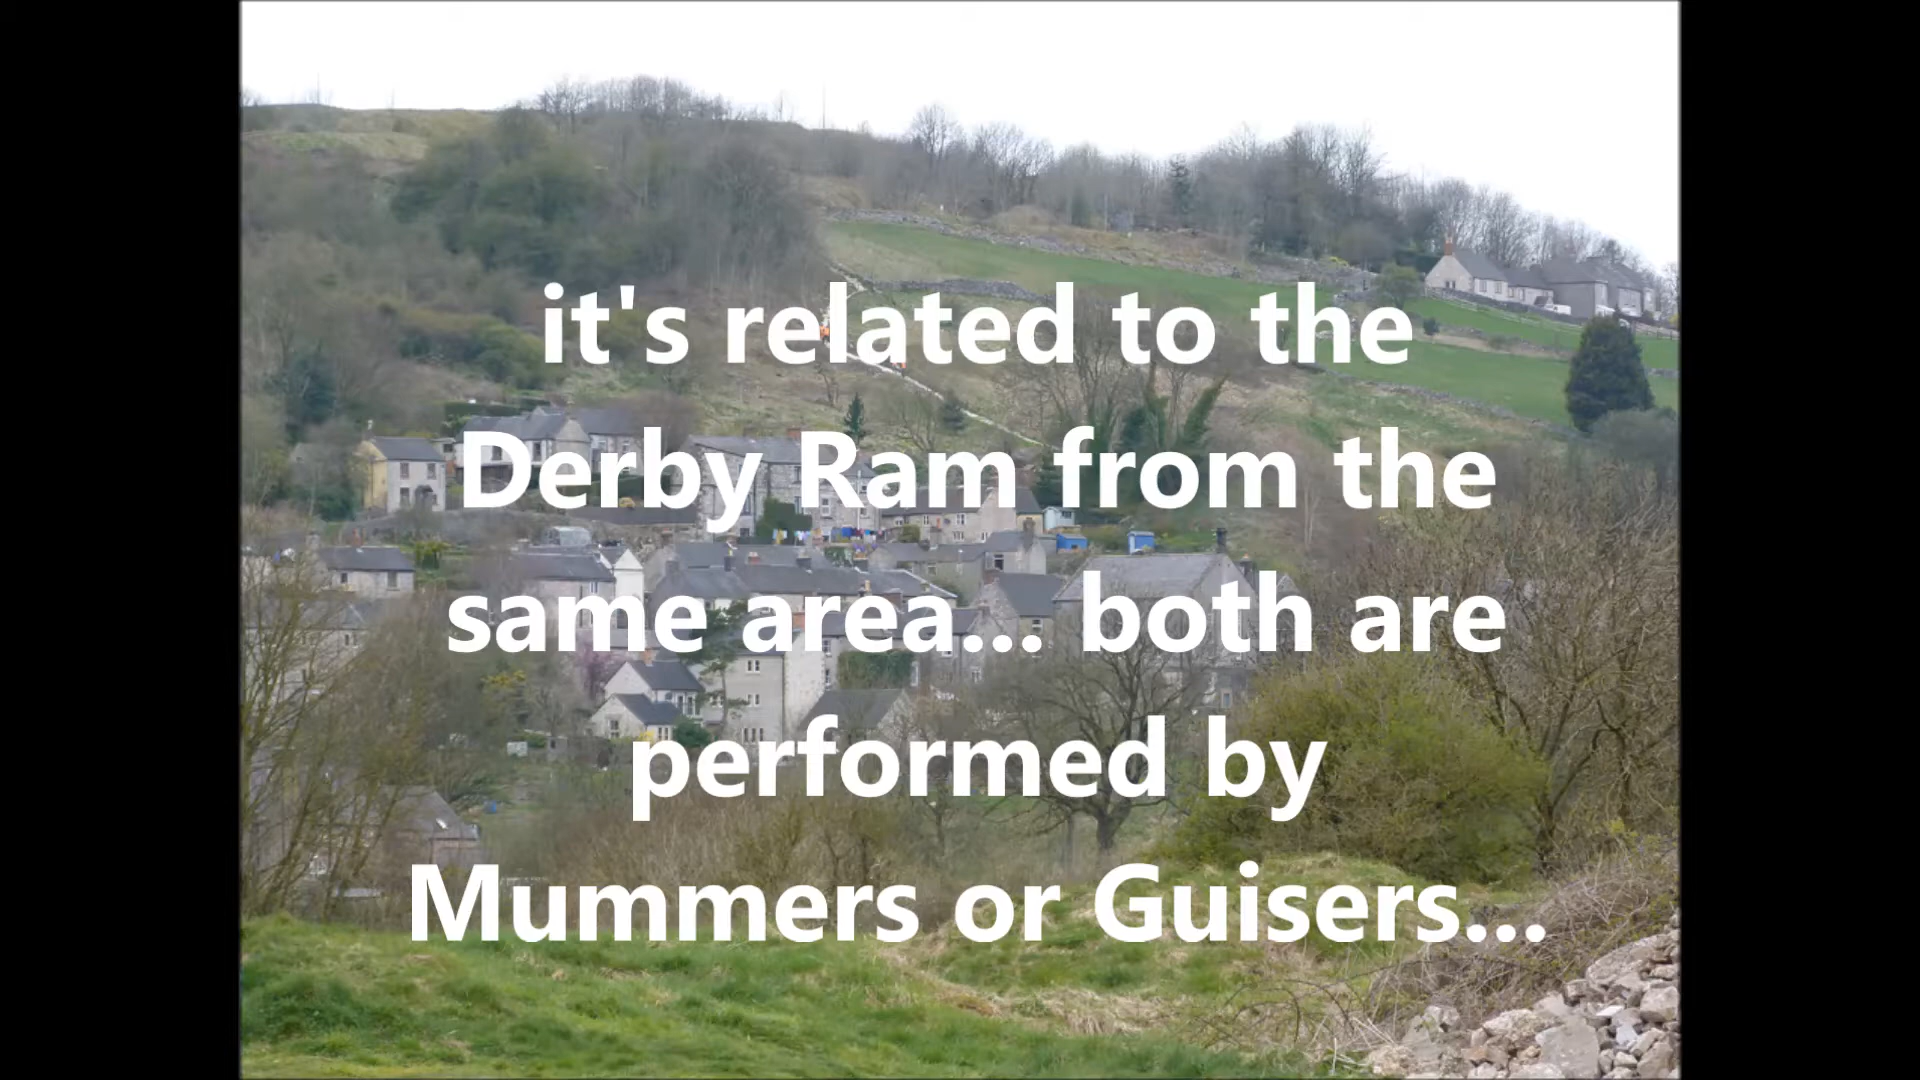 it's related to the
Derby Ram from the
same area... both are
performed by
Mummers or Guisers...